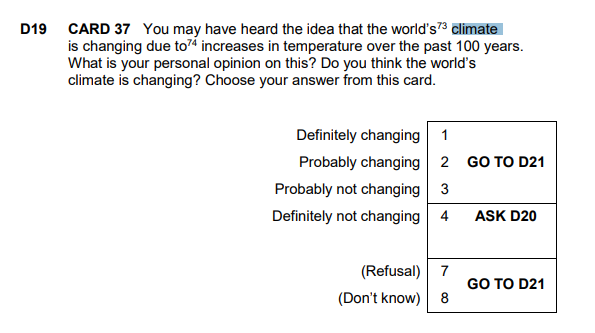 D19 CARD 37 You may have heard the idea that the world's73 climate
is changing due to74 increases in temperature over the past 100 years.
What is your personal opinion on this? Do you think the world's
climate is changing? Choose your answer from this card.
Definitely changing 1
Probably changing 2 GO TO D21
Probably not changing 3
Definitely not changing 4 ASK D20
(Refusal) 7
GO TO D21
(Don't know) 8